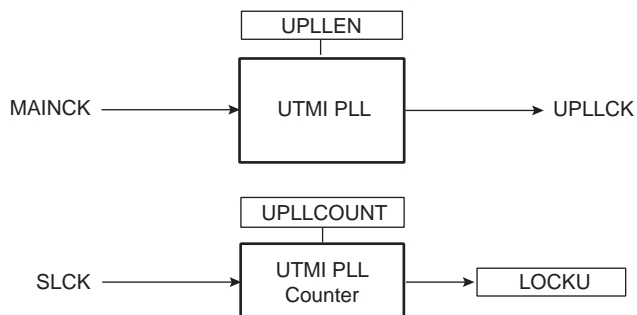 UPLLEN
MAINCK
UTMI PLL
UPLLCK
UPLLCOUNT
SLCK
UTMI PLL
Counter
LOCKU